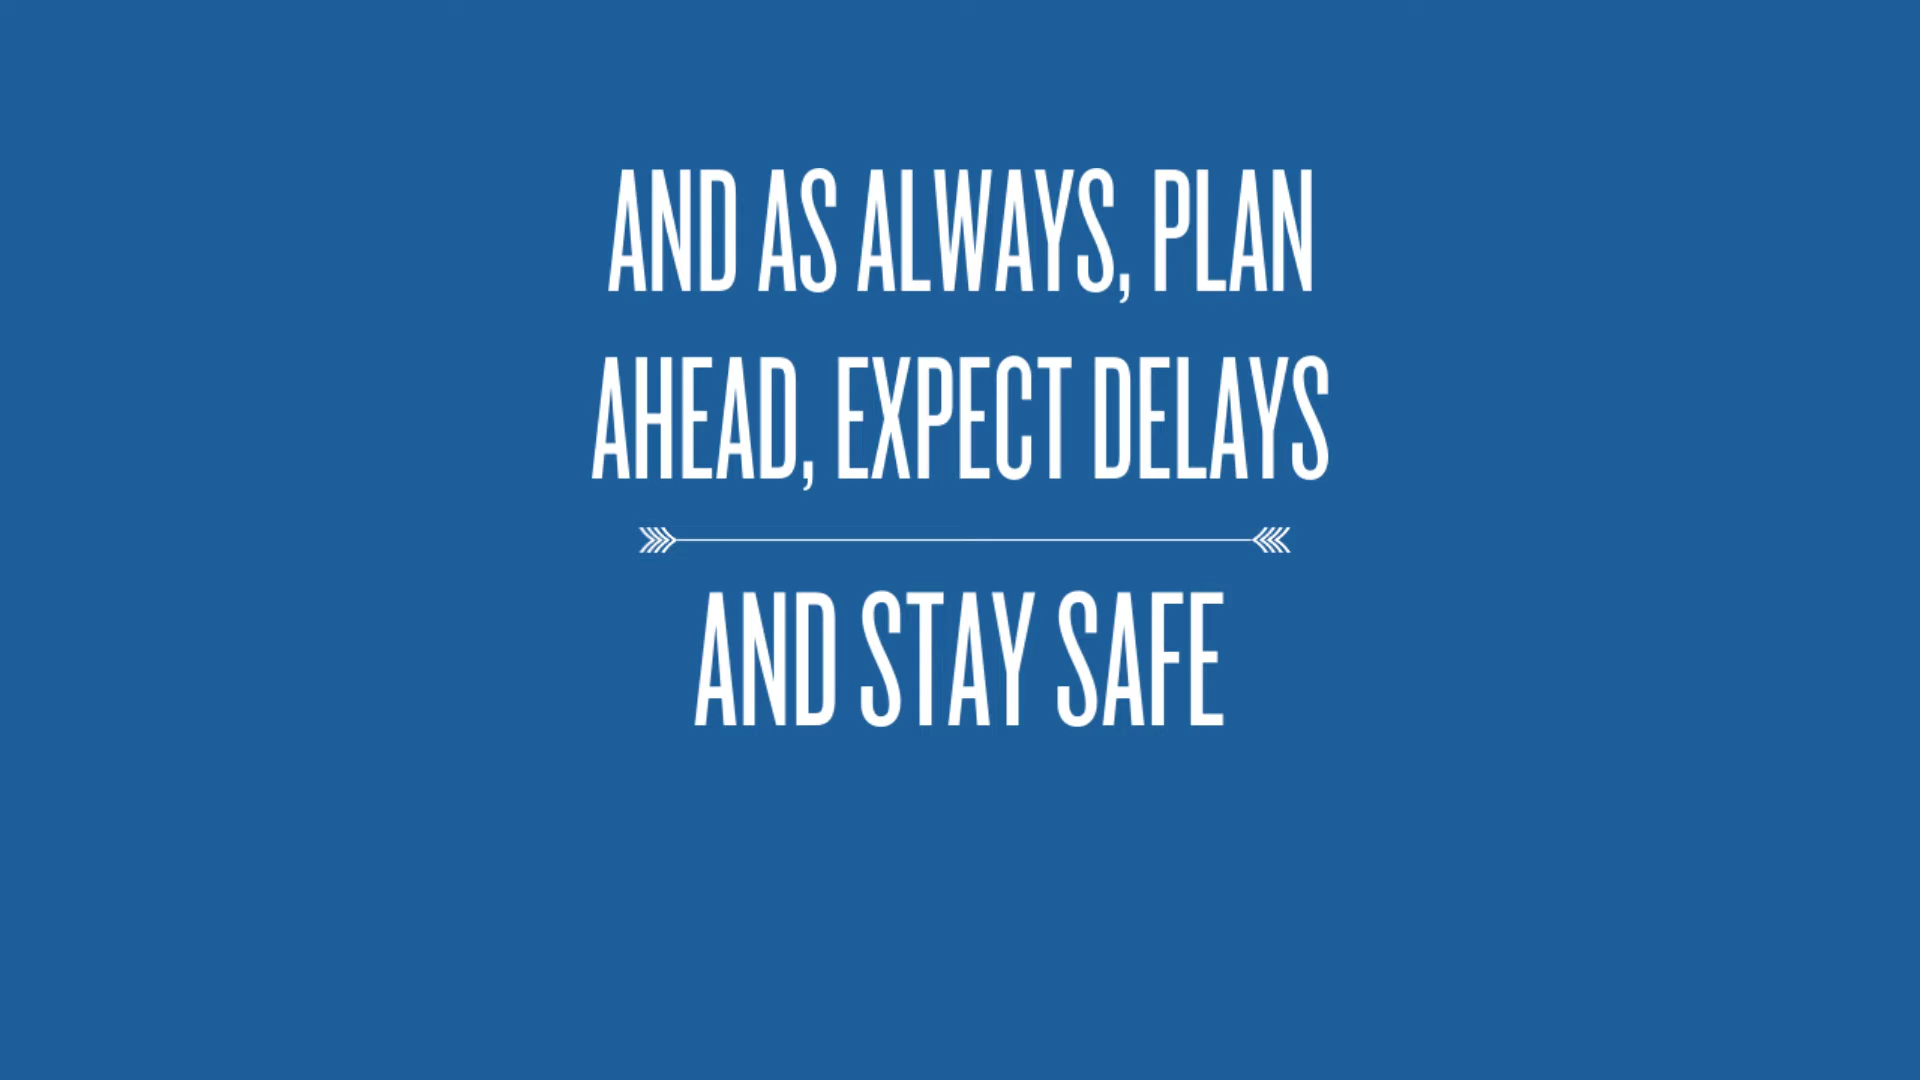 AND AS ALWAYS, PLAN
AHEAD, EXPECT DELAYS
AND STAY SAFE